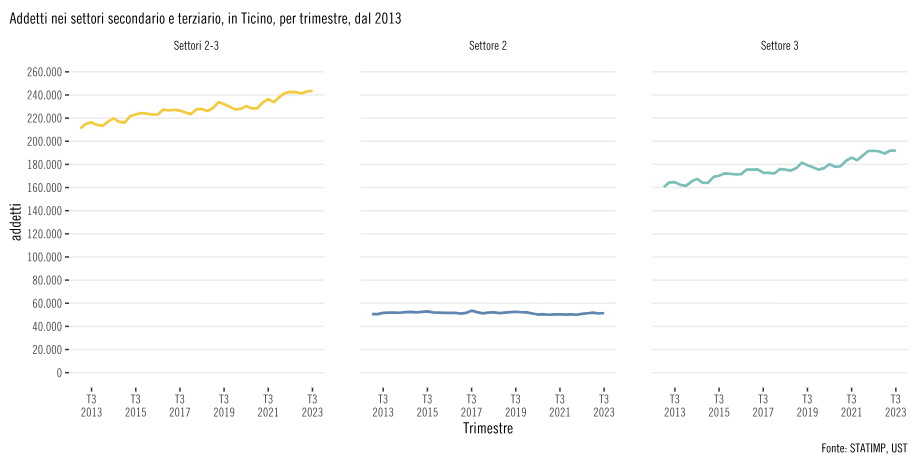 Addetti nei settori secondario e terziario, in Ticino, per trimestre, dal 2013
Settori 2-3
Settore 2
Settore 3
addetti
260.000
240.000
220.000
200.000
180.000
160.000
140.000
120.000
100.000
80.000
60.000
40.000
20.000
0
T3 T3 T3 T3 T3 T3
2013 2015 2017 2019 2021 2023
T3 T3 T3 T3 T3 T3
2013 2015 2017 2019 2021 2023
T3 T3 T3 T3 T3 T3
2013 2015 2017 2019 2021 2023
Trimestre
Fonte: STATIMP, UST